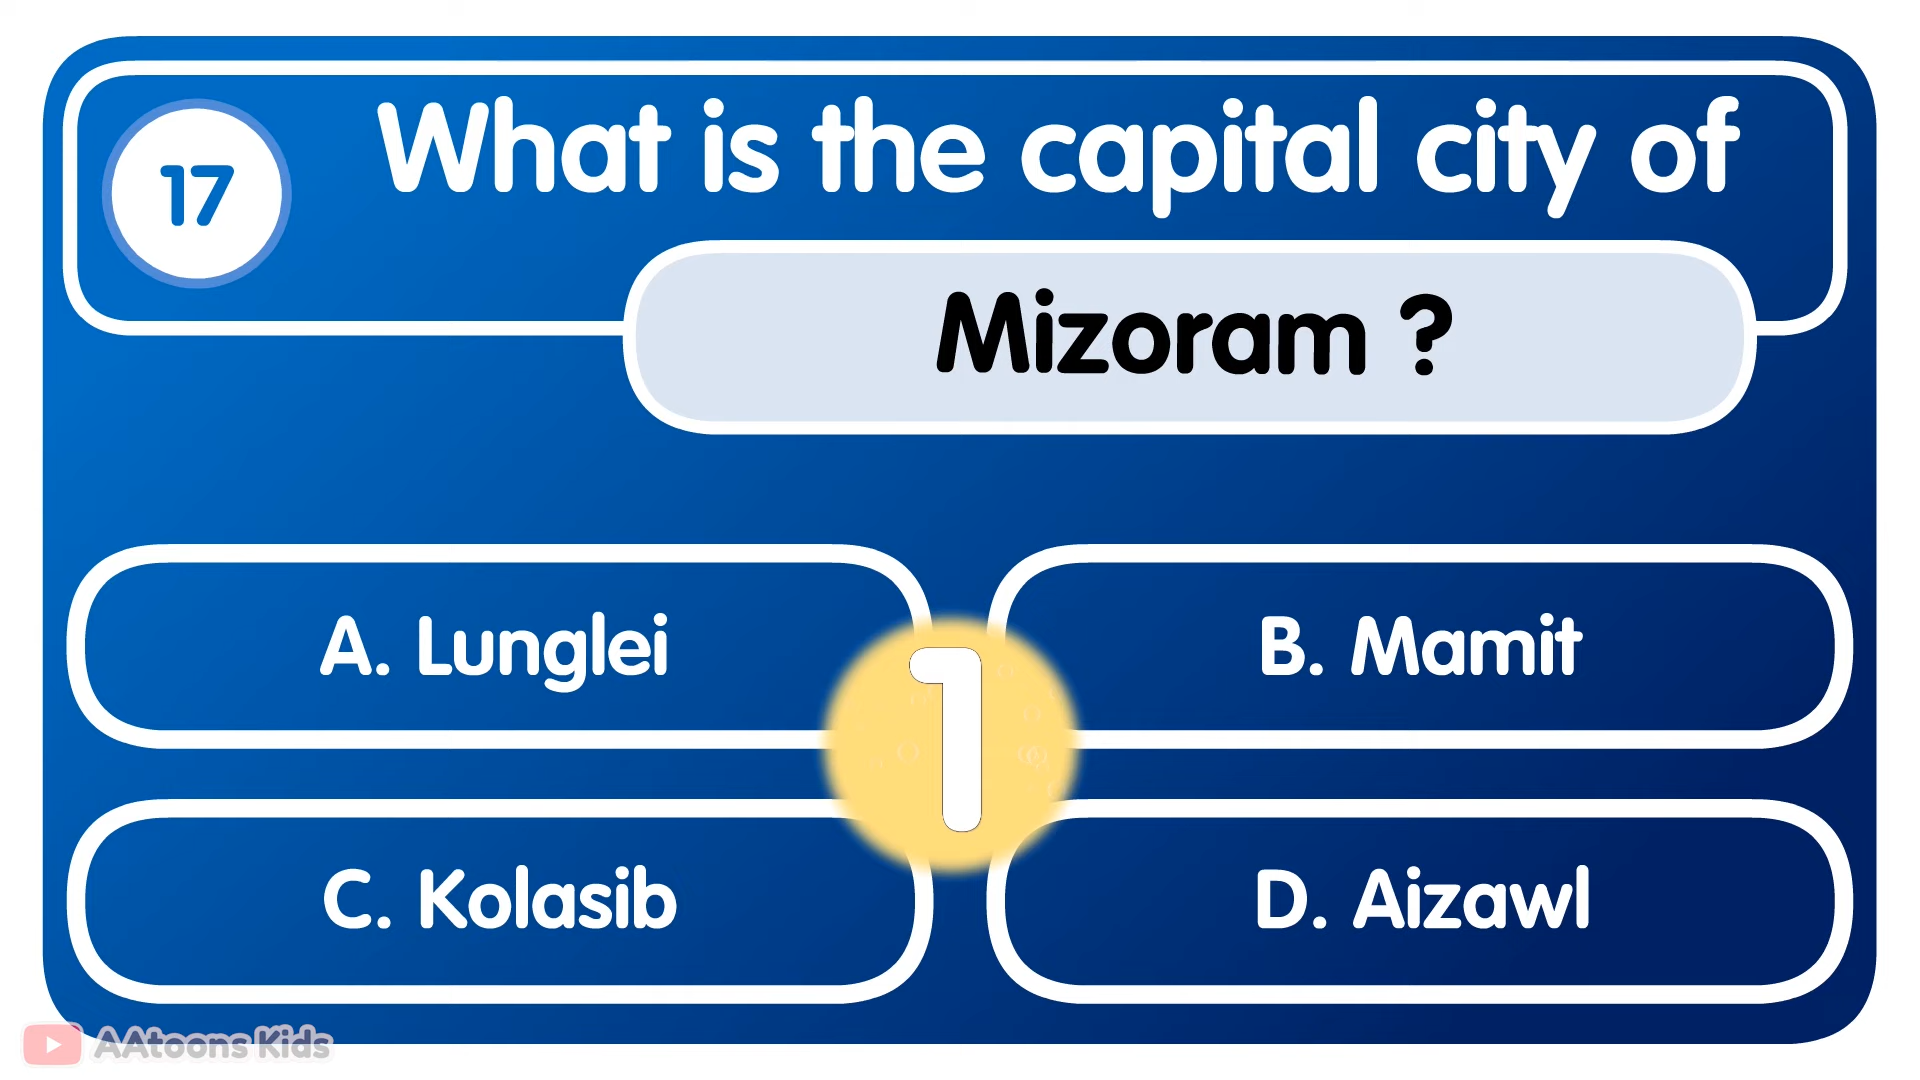 17
What is the capital city of
Mizoram ?
A. Lunglei
B. Mamit
1
C. Kolasib
D. Aizawl
AAtoons Kids